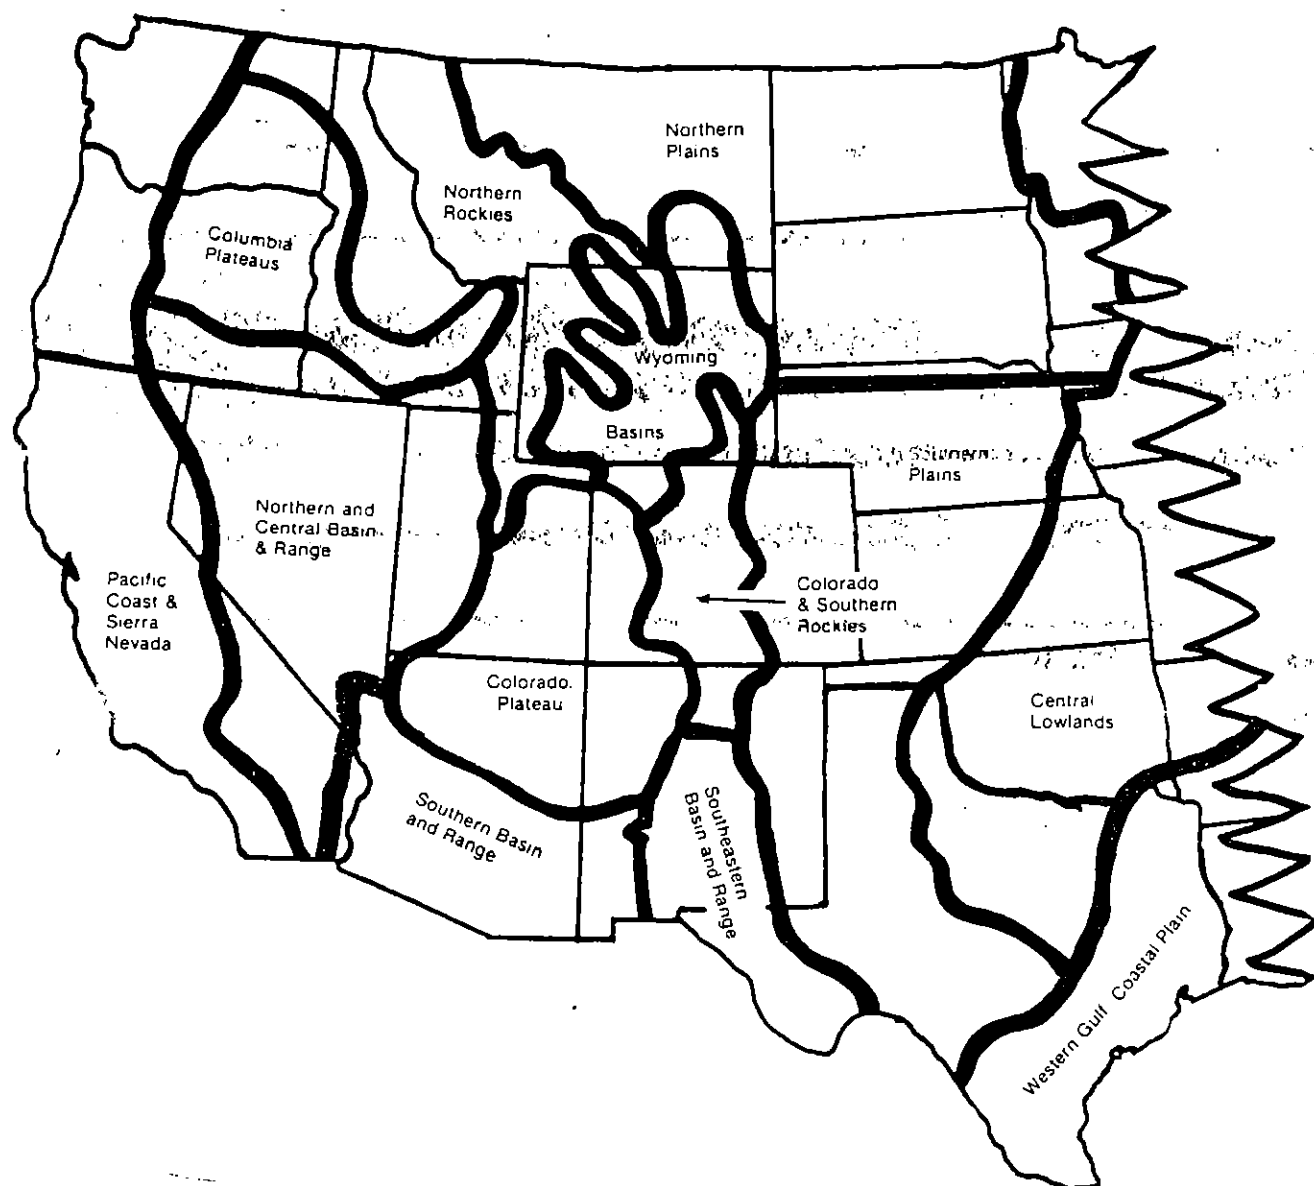 Northern
Plains
Northern
Rockies
Columbia
Plateaus
Wyoming
Basins
Southern
Plains
Northern and
Central Basin
& Range
Pacific
Coast &
Sierra
Nevada
Colorado
& Southern
Rockies
Colorado.
Plateau
Central
Lowlands
Southern Basin
and Range
Southeastern
Basin and Range
Western Gulf Coastal Plain